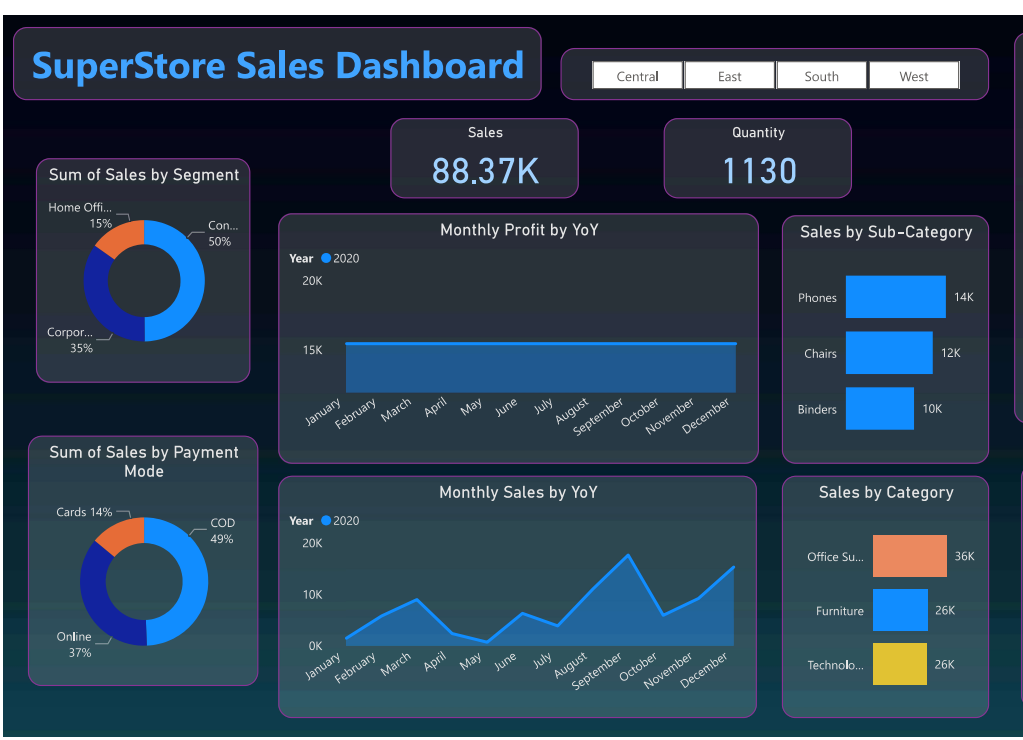 SuperStore Sales Dashboard
Central
East
South
West
Sales
88.37K
Quantity
1130
Sum of Sales by Segment
Home Offi...
15%
Con...
50%
Corpor...
35%
Monthly Profit by YoY
Year 2020
20K
15K
January
February
March
April
May
June
July
August
September
October
November
December
Sales by Sub-Category
Phones 14K
Chairs 12K
Binders 10K
Sum of Sales by Payment
Mode
Cards 14%
COD
49%
Online
37%
Monthly Sales by YoY
Year 2020
20K
10K
0K
January
February
March
April
May
June
July
August
September
October
November
December
Sales by Category
Office Su... 36K
Furniture 26K
Technolo... 26K